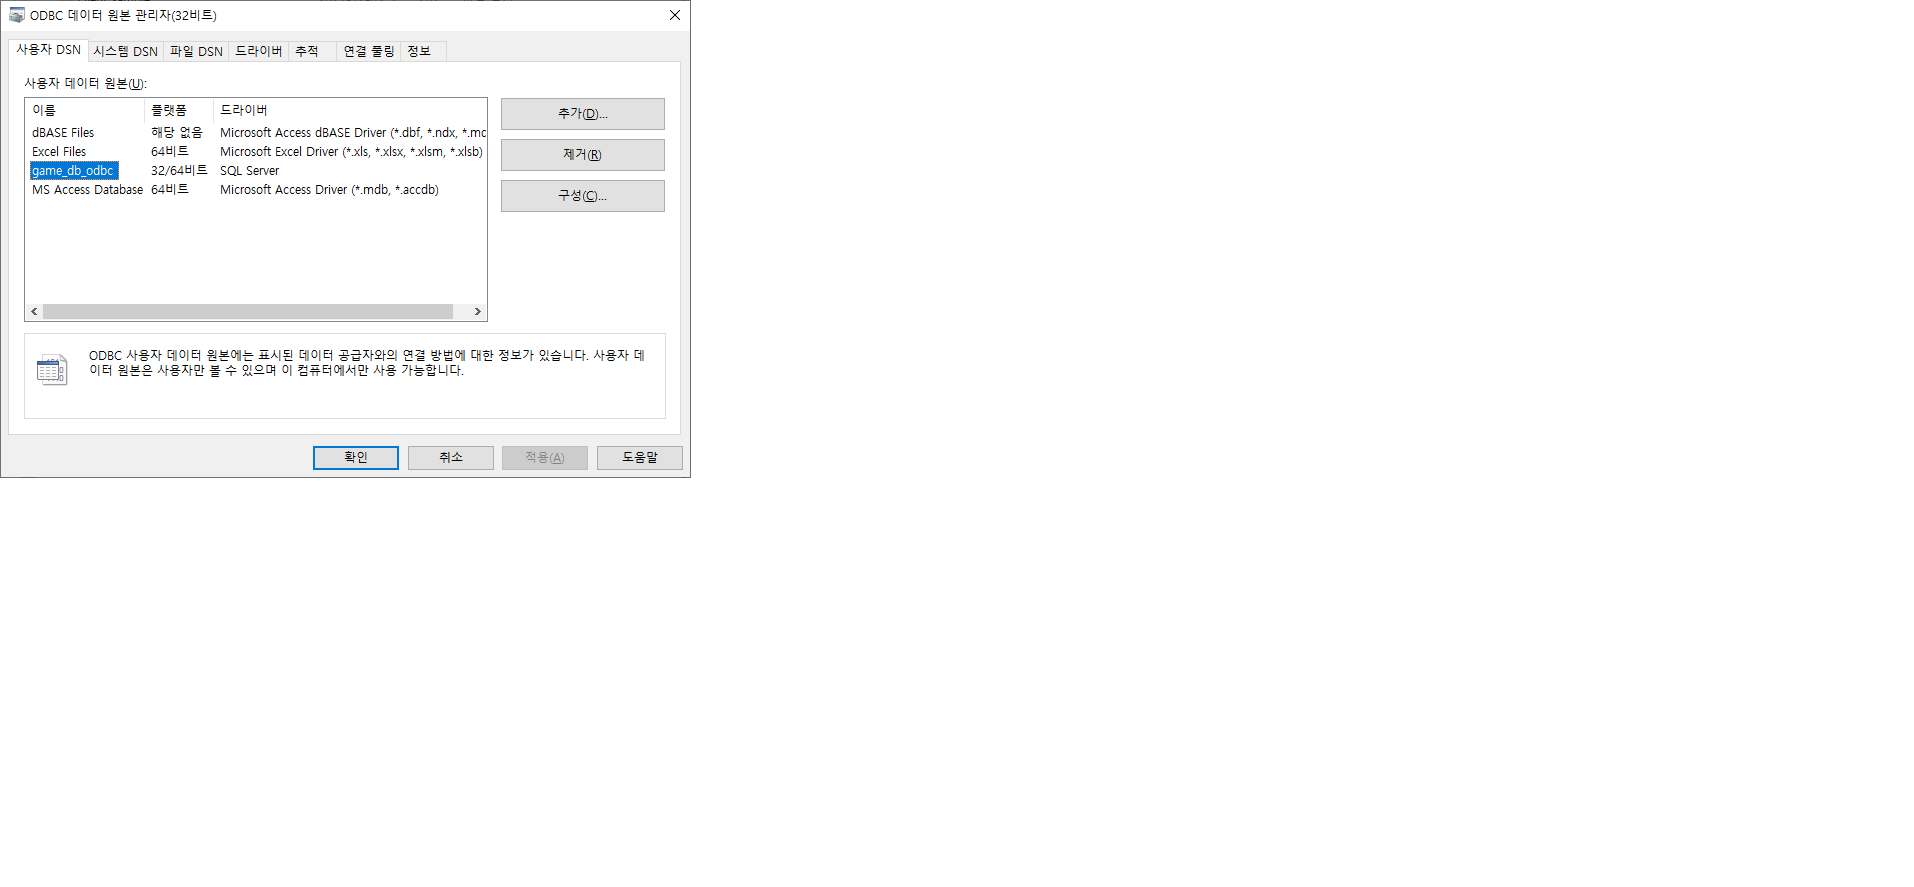 ODBC 데이터 원본 관리자(32비트)
사용자 DSN 시스템 DSN 파일 DSN 드라이버 추적 연결 풀링 정보
사용자 데이터 원본(U):
이름 플랫폼 드라이버
dBASE Files 해당 없음 Microsoft Access dBASE Driver (*.dbf, *.ndx, *.mc
Excel Files 64비트 Microsoft Excel Driver (*.xls, *.xlsx, *.xlsm, *.xlsb)
game_db_odbc 32/64비트 SQL Server
MS Access Database 64비트 Microsoft Access Driver (*.mdb, *.accdb)
추가(D)...
제거(R)
구성(C)...
ODBC 사용자 데이터 원본에는 표시된 데이터 공급자와의 연결 방법에 대한 정보가 있습니다. 사용자 데
이터 원본은 사용자만 볼 수 있으며 이 컴퓨터에서만 사용 가능합니다.
확인 취소 적용(A) 도움말